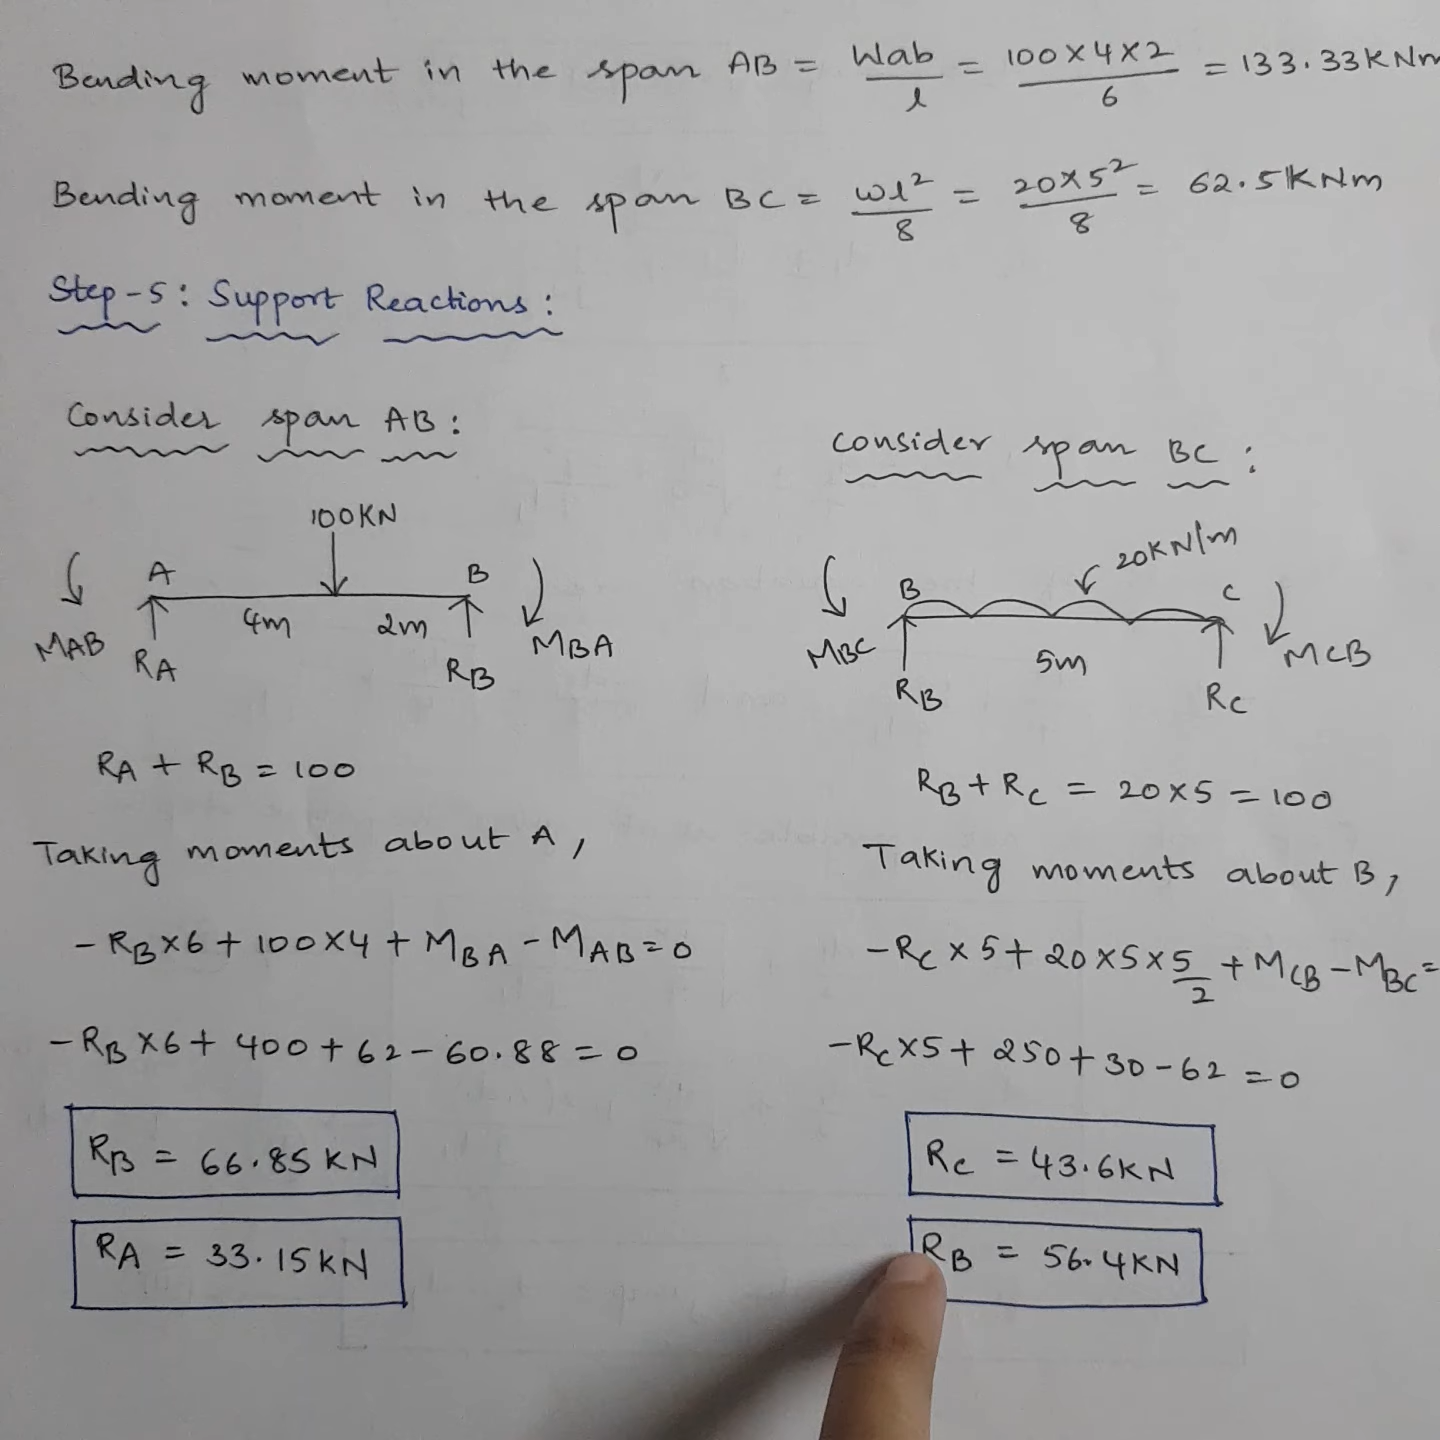 Bending moment in the span AB = Wab/l = 100×4×2/6 = 133.33KNm
Bending moment in the span BC = wl²/8 = 20×5²/8 = 62.5KNm
Step-5: Support Reactions:
Consider span AB:
100KN
A
B
4m
2m
MAB
RA
RB
MBA
RA + RB = 100
Taking moments about A,
-RB×6+100×4+MBA-MAB=0
-RB×6+400+62-60.88=0
RB = 66.85KN
RA = 33.15KN
Consider span BC:
20KN/m
B
C
MBC
5m
MCB
RB
RC
RB+RC = 20×5=100
Taking moments about B,
-RC×5+20×5×5/2+MCB-MBC=
-RC×5+250+30-62=0
RC = 43.6KN
RB = 56.4KN